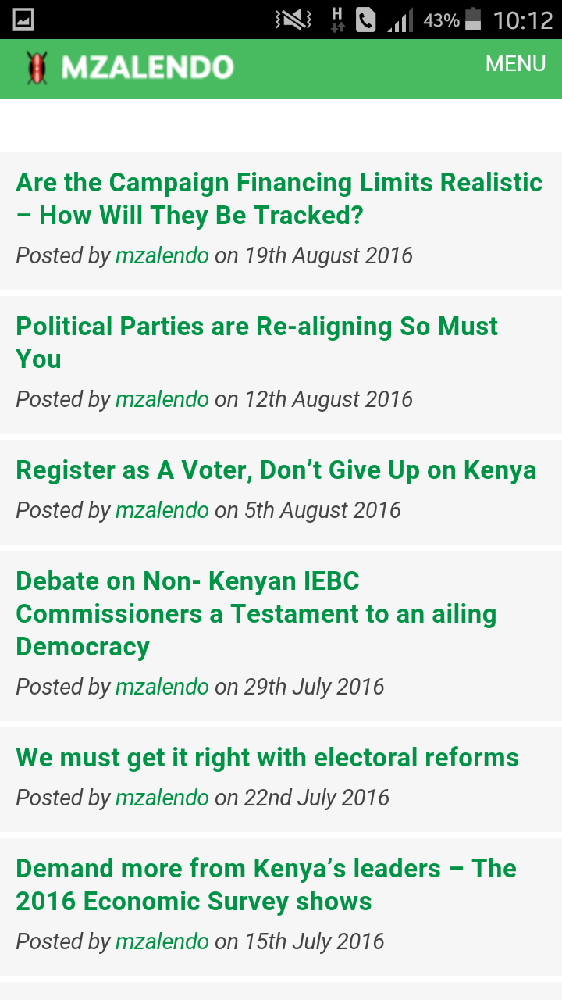 H 43% 10:12
MZALENDO MENU
Are the Campaign Financing Limits Realistic
– How Will They Be Tracked?
Posted by mzalendo on 19th August 2016
Political Parties are Re-aligning So Must
You
Posted by mzalendo on 12th August 2016
Register as A Voter, Don’t Give Up on Kenya
Posted by mzalendo on 5th August 2016
Debate on Non- Kenyan IEBC
Commissioners a Testament to an ailing
Democracy
Posted by mzalendo on 29th July 2016
We must get it right with electoral reforms
Posted by mzalendo on 22nd July 2016
Demand more from Kenya’s leaders – The
2016 Economic Survey shows
Posted by mzalendo on 15th July 2016